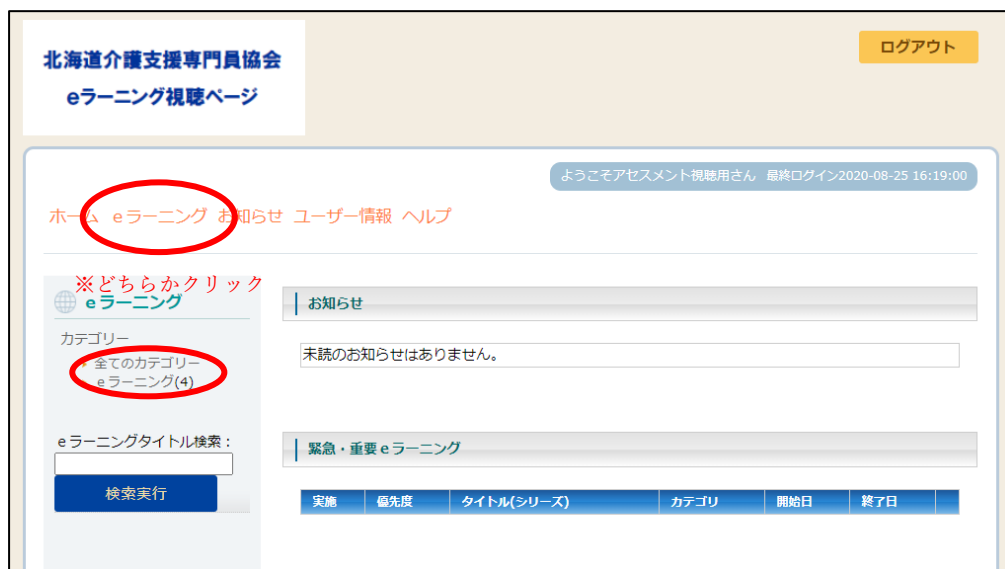 北海道介護支援専門員協会
eラーニング視聴ページ
ログアウト
ようこそアセスメント視聴用さん 最終ログイン2020-08-25 16:19:00
ホーム eラーニング お知らせ ユーザー情報 ヘルプ
※どちらかクリック
eラーニング
カテゴリー
全てのカテゴリー
eラーニング(4)
eラーニングタイトル検索：
検索実行
お知らせ
未読のお知らせはありません。
緊急・重要eラーニング
実施 優先度 タイトル(シリーズ) カテゴリ 開始日 終了日